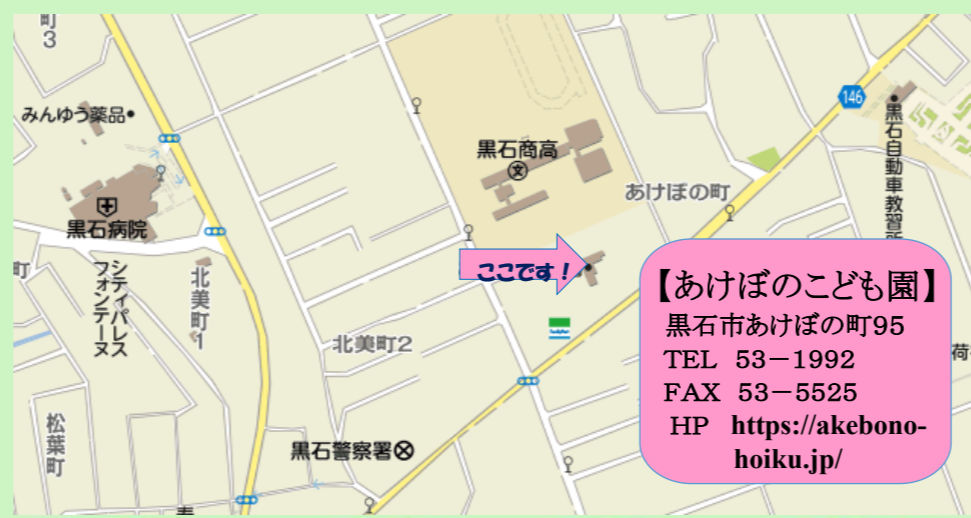 町
3
みんゆう薬品
黒石病院
シティパレス
フォンテーヌ
北美町1
松葉町
町
北美町2
黒石警察署
黒石商高
文
あけぼの町
146
黒石自動車教習所
ここです！
【あけぼのこども園】
黒石市あけぼの町95
TEL 53－1992
FAX 53－5525
HP https://akebono-
hoiku.jp/
荷